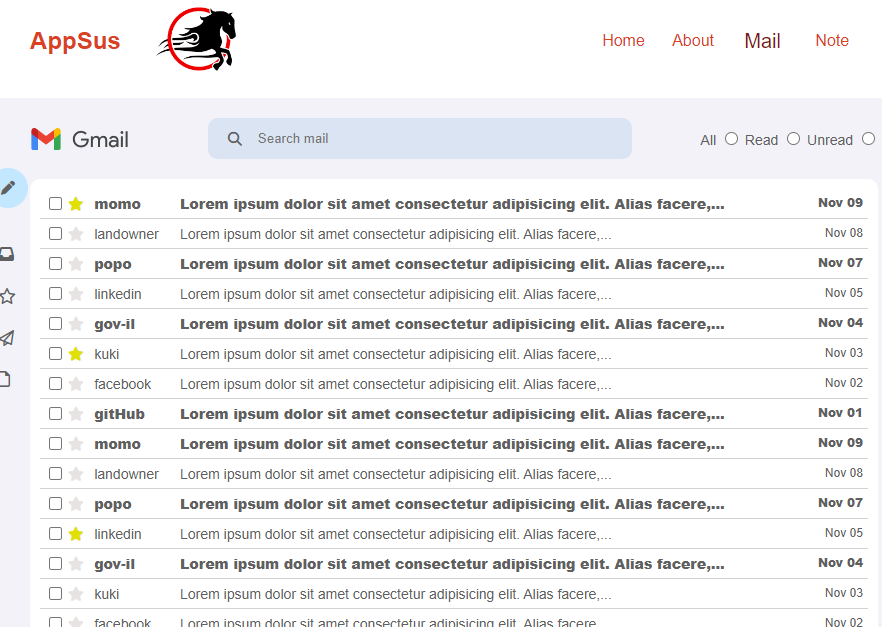 AppSus Home About Mail Note
Gmail Search mail All Read Unread
momo Lorem ipsum dolor sit amet consectetur adipisicing elit. Alias facere,... Nov 09
landowner Lorem ipsum dolor sit amet consectetur adipisicing elit. Alias facere,... Nov 08
popo Lorem ipsum dolor sit amet consectetur adipisicing elit. Alias facere,... Nov 07
linkedin Lorem ipsum dolor sit amet consectetur adipisicing elit. Alias facere,... Nov 05
gov-il Lorem ipsum dolor sit amet consectetur adipisicing elit. Alias facere,... Nov 04
kuki Lorem ipsum dolor sit amet consectetur adipisicing elit. Alias facere,... Nov 03
facebook Lorem ipsum dolor sit amet consectetur adipisicing elit. Alias facere,... Nov 02
gitHub Lorem ipsum dolor sit amet consectetur adipisicing elit. Alias facere,... Nov 01
momo Lorem ipsum dolor sit amet consectetur adipisicing elit. Alias facere,... Nov 09
landowner Lorem ipsum dolor sit amet consectetur adipisicing elit. Alias facere,... Nov 08
popo Lorem ipsum dolor sit amet consectetur adipisicing elit. Alias facere,... Nov 07
linkedin Lorem ipsum dolor sit amet consectetur adipisicing elit. Alias facere,... Nov 05
gov-il Lorem ipsum dolor sit amet consectetur adipisicing elit. Alias facere,... Nov 04
kuki Lorem ipsum dolor sit amet consectetur adipisicing elit. Alias facere,... Nov 03
facebook Lorem ipsum dolor sit amet consectetur adipisicing elit. Alias facere,... Nov 02